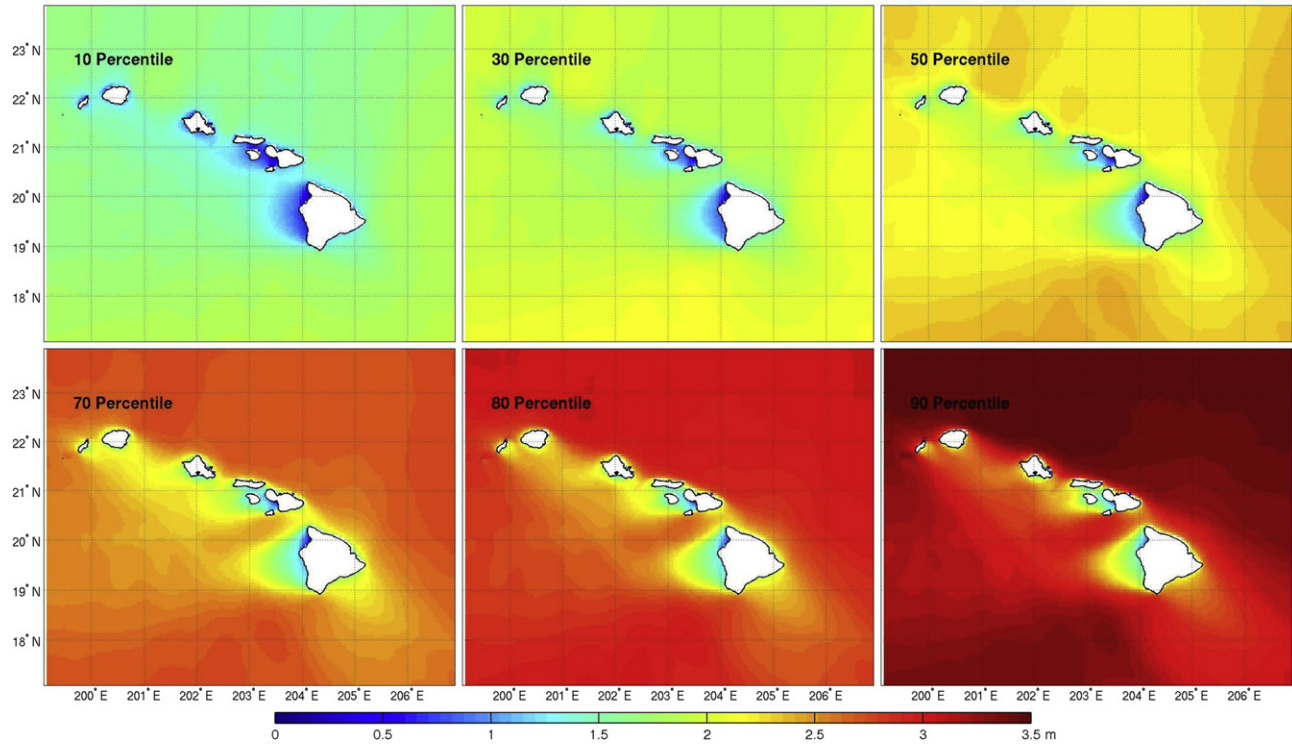 10 Percentile
30 Percentile
50 Percentile
23° N
22° N
21° N
20° N
19° N
18° N
70 Percentile
80 Percentile
90 Percentile
23° N
22° N
21° N
20° N
19° N
18° N
200° E 201° E 202° E 203° E 204° E 205° E 206° E
200° E 201° E 202° E 203° E 204° E 205° E 206° E
200° E 201° E 202° E 203° E 204° E 205° E 206° E
0 0.5 1 1.5 2 2.5 3 3.5 m